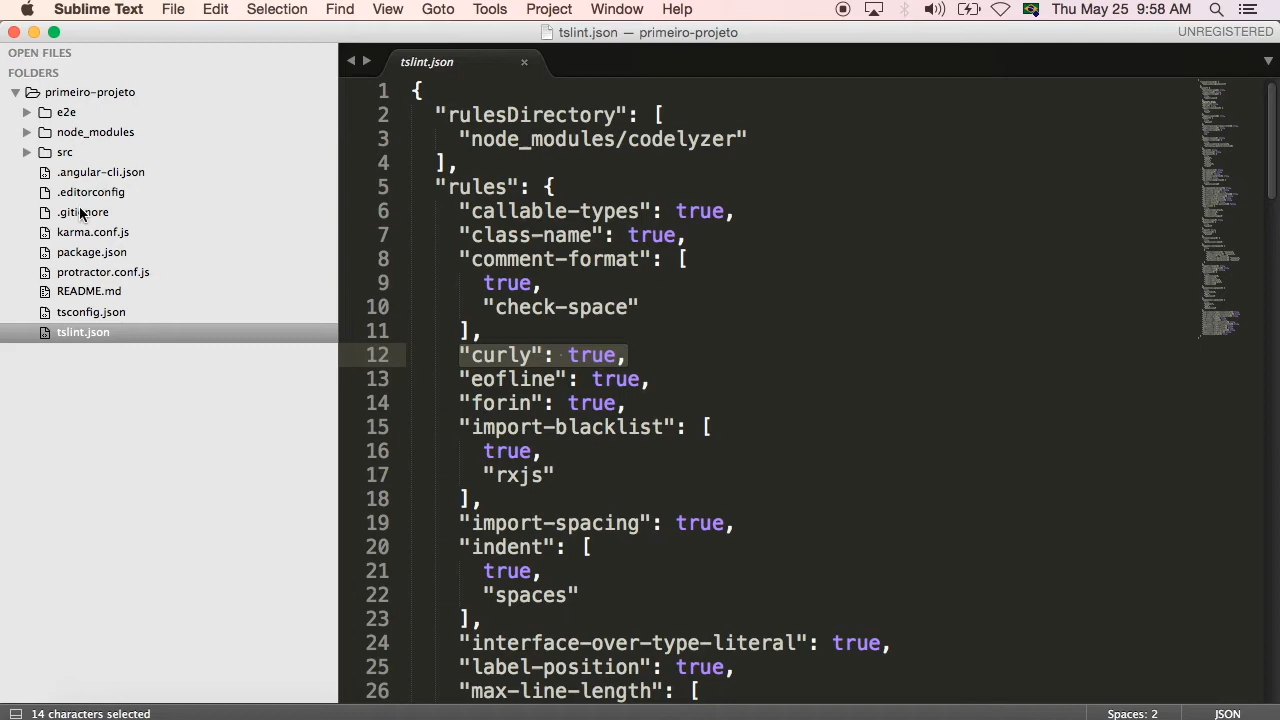 Sublime Text File Edit Selection Find View Goto Tools Project Window Help Thu May 25 9:58 AM
tslint.json — primeiro-projeto UNREGISTERED
OPEN FILES
FOLDERS
primeiro-projeto
e2e
node_modules
src
.angular-cli.json
.editorconfig
.gitignore
karma.conf.js
package.json
protractor.conf.js
README.md
tsconfig.json
tslint.json
tslint.json ×
1 {
2 "rulesDirectory": [
3 "node_modules/codelyzer"
4 ],
5 "rules": {
6 "callable-types": true,
7 "class-name": true,
8 "comment-format": [
9 true,
10 "check-space"
11 ],
12 "curly": true,
13 "eofline": true,
14 "forin": true,
15 "import-blacklist": [
16 true,
17 "rxjs"
18 ],
19 "import-spacing": true,
20 "indent": [
21 true,
22 "spaces"
23 ],
24 "interface-over-type-literal": true,
25 "label-position": true,
26 "max-line-length": [
14 characters selected Spaces: 2 JSON